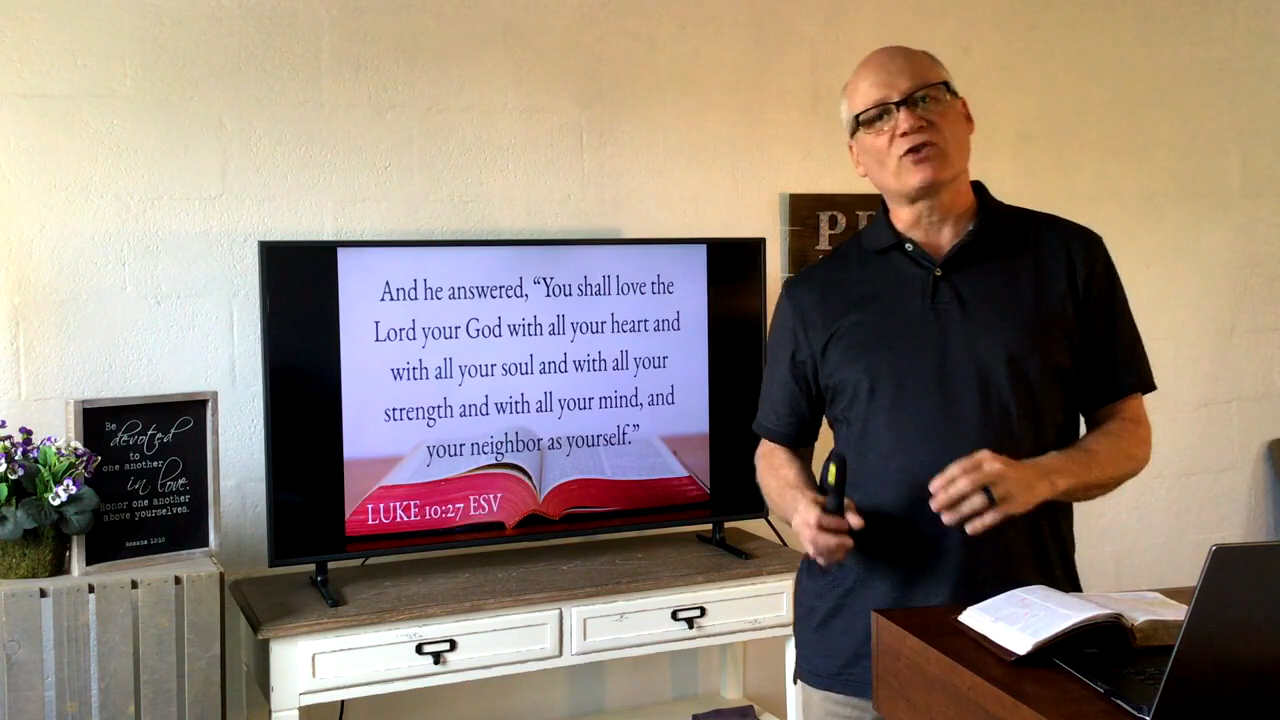 And he answered, “You shall love the
Lord your God with all your heart and
with all your soul and with all your
strength and with all your mind, and
your neighbor as yourself.”
LUKE 10:27 ESV
Be
devoted
to
one another
in love.
Honor one another
above yourselves.
Romans 12:10